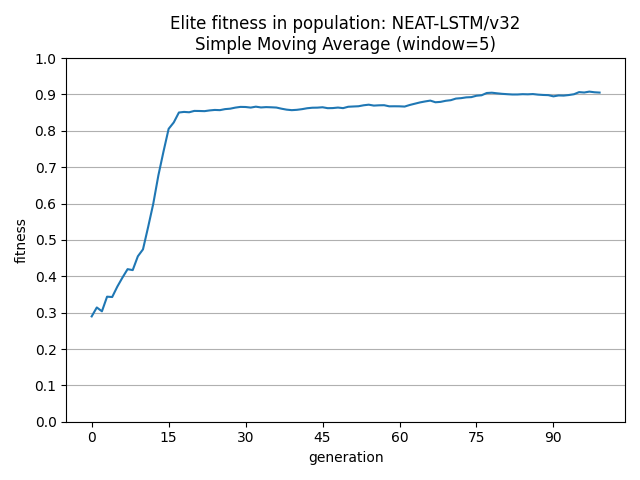 Elite fitness in population: NEAT-LSTM/v32
Simple Moving Average (window=5)
1.0
0.9
0.8
0.7
0.6
0.5
0.4
0.3
0.2
0.1
0.0
fitness
0 15 30 45 60 75 90
generation